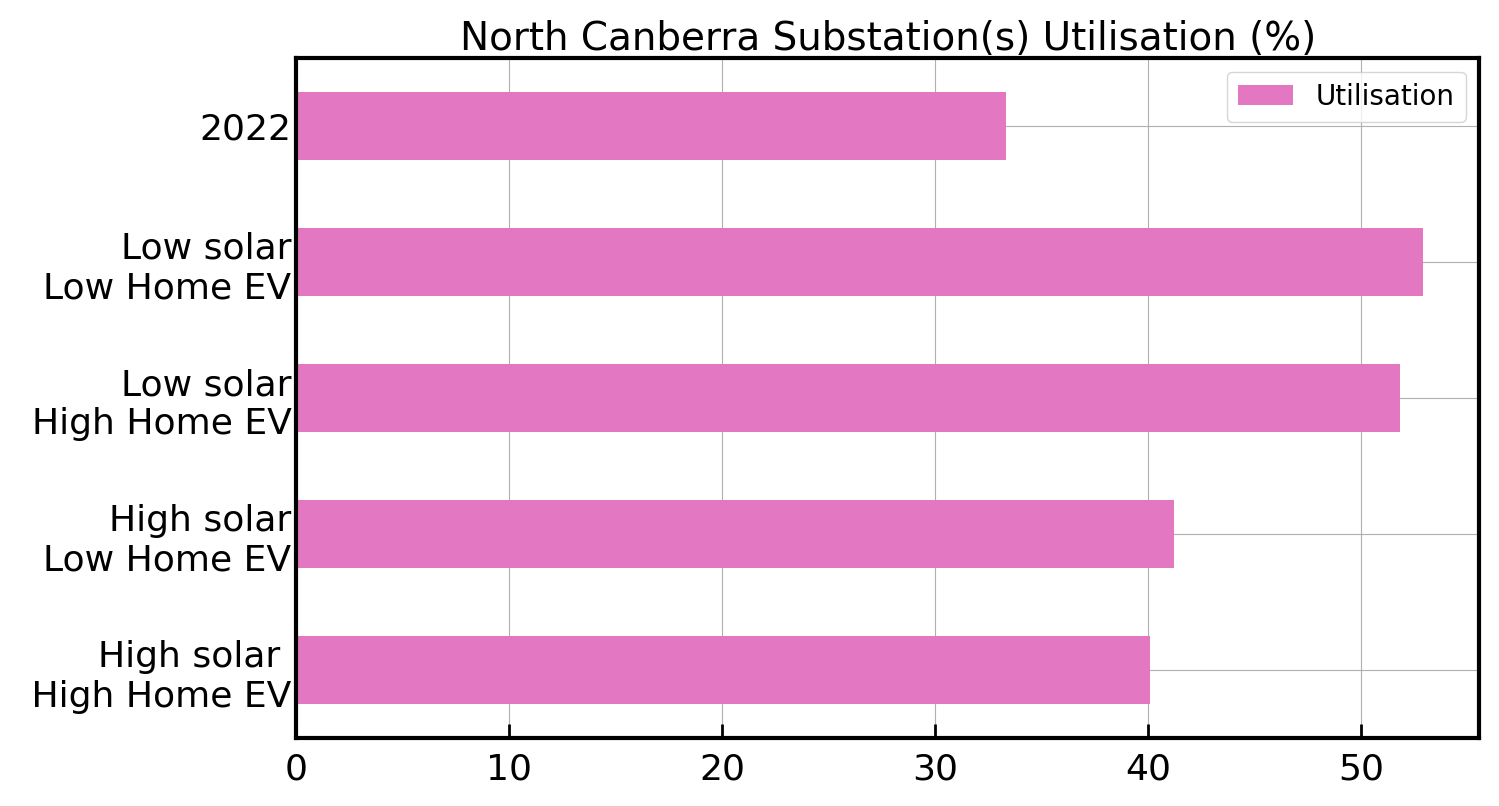 North Canberra Substation(s) Utilisation (%)
Utilisation
2022
Low solar
Low Home EV
Low solar
High Home EV
High solar
Low Home EV
High solar
High Home EV
0 10 20 30 40 50